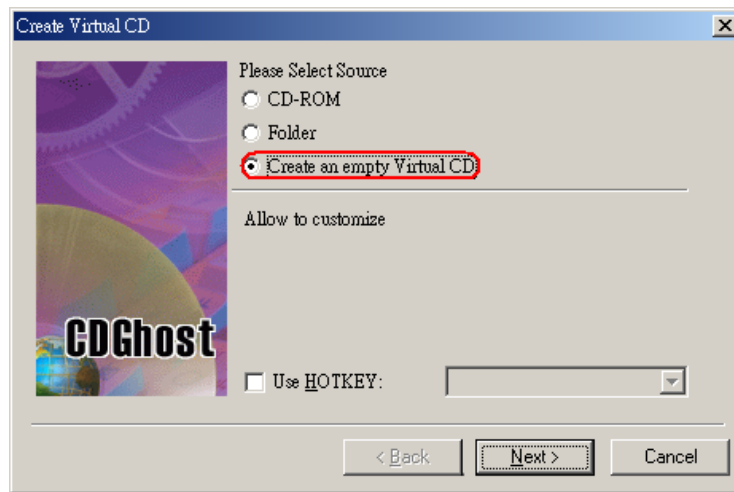 Create Virtual CD
Please Select Source
CD-ROM
Folder
Create an empty Virtual CD
Allow to customize
CDGhost
Use HOTKEY:
< Back
Next >
Cancel